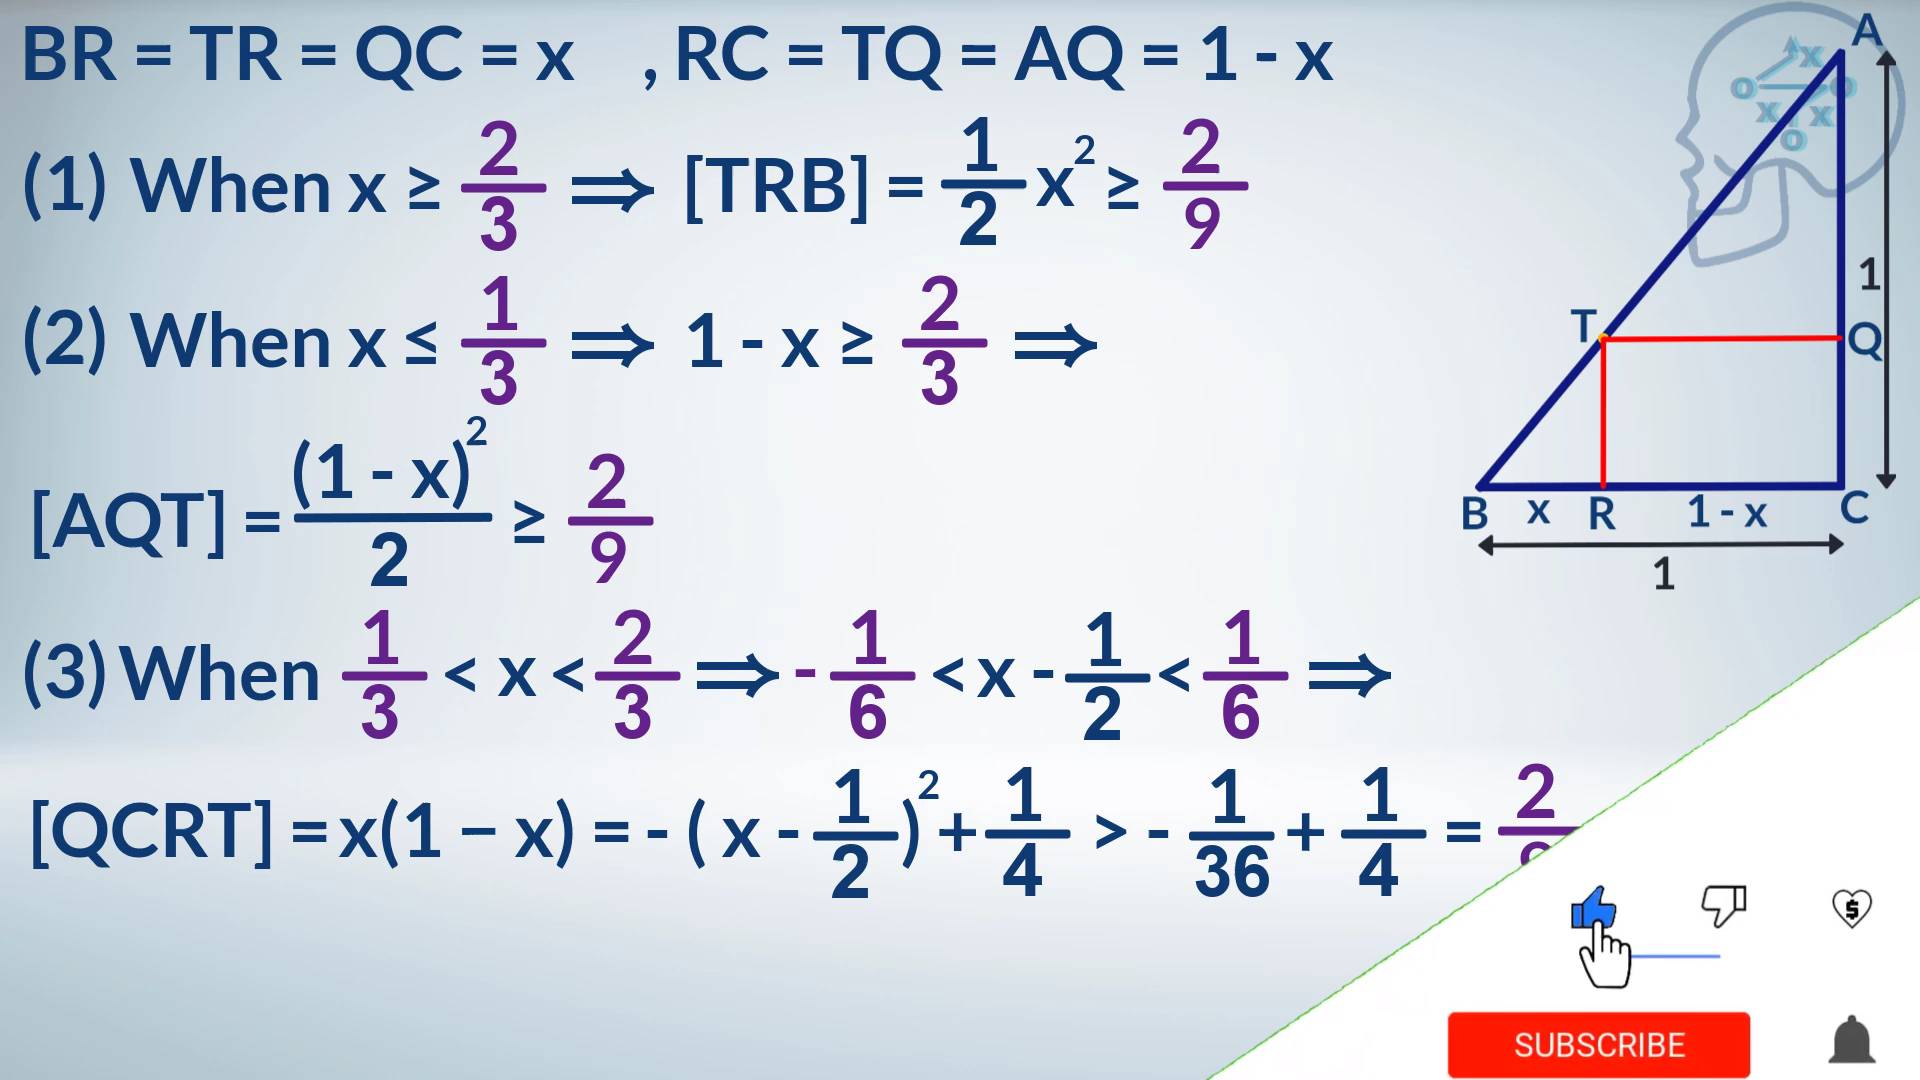 BR = TR = QC = x , RC = TQ = AQ = 1 - x
(1) When x ≥ 2/3 ⇒ [TRB] = 1/2 x² ≥ 2/9
(2) When x ≤ 1/3 ⇒ 1 - x ≥ 2/3 ⇒
[AQT] = (1 - x)²/2 ≥ 2/9
(3) When 1/3 < x < 2/3 ⇒ - 1/6 < x - 1/2 < 1/6 ⇒
[QCRT] = x(1 − x) = - ( x - 1/2 )² + 1/4 > - 1/36 + 1/4 = 2
A
x
o o
x x
o
1
T
Q
B x R 1 - x C
1
$
SUBSCRIBE